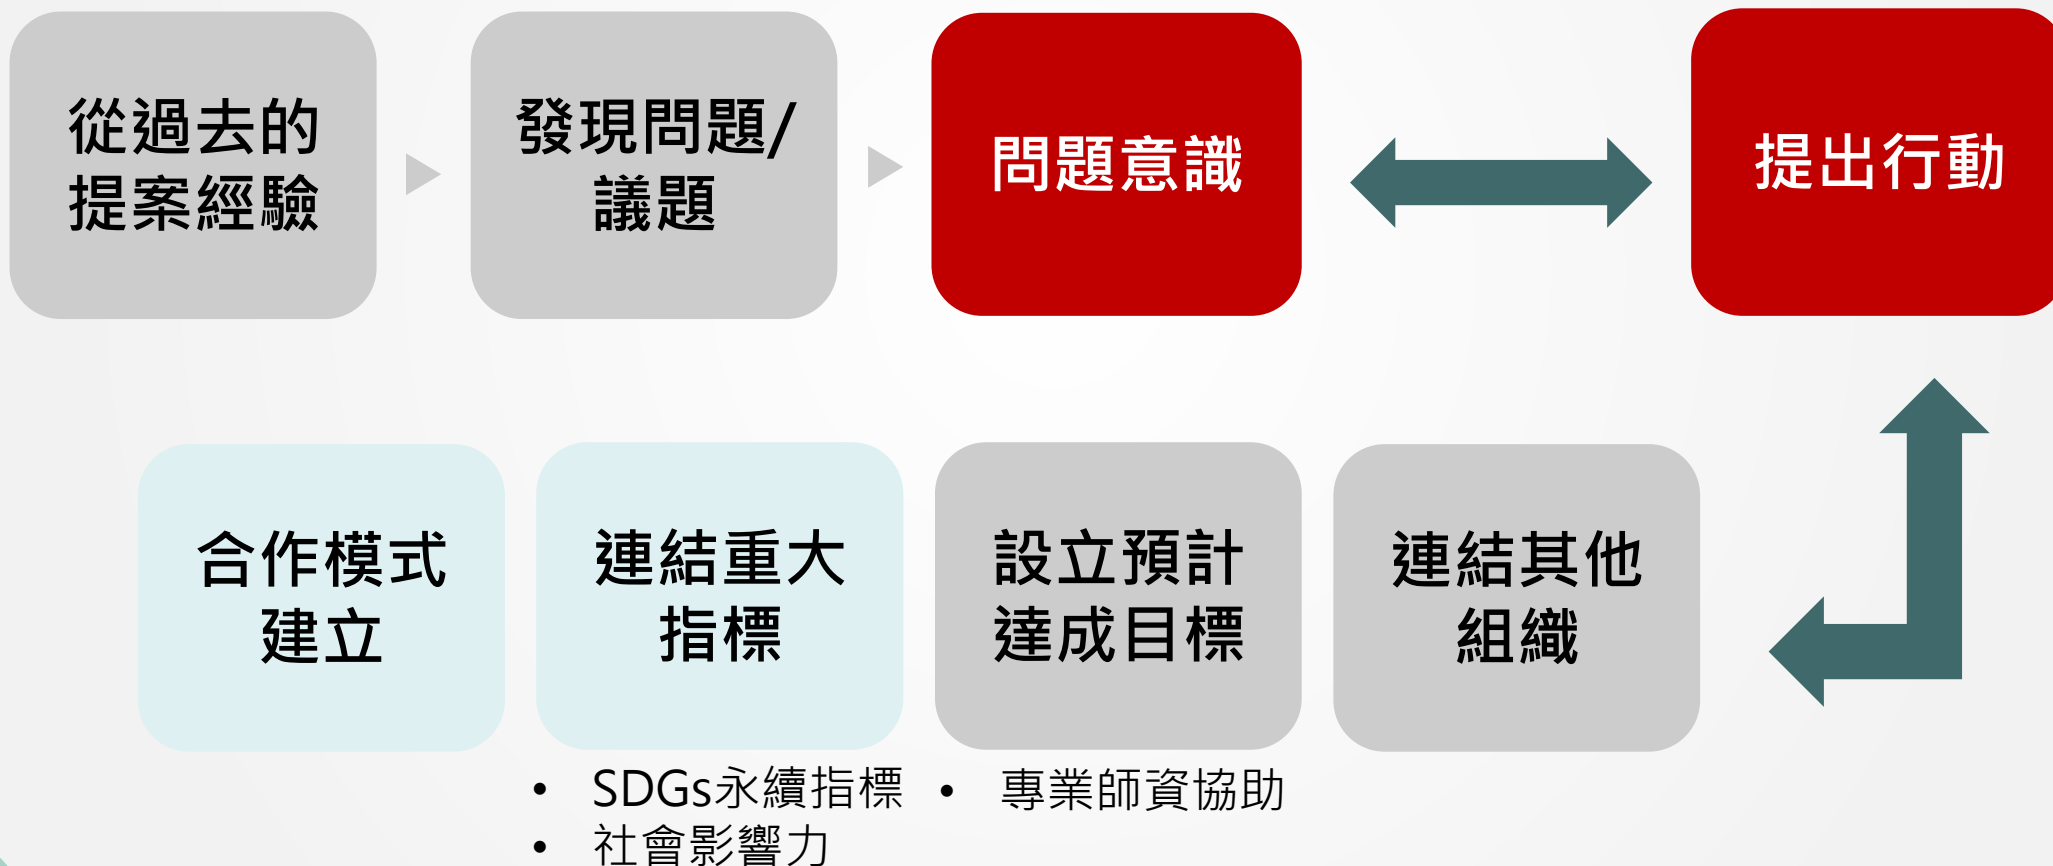 從過去的
提案經驗
發現問題/
議題
問題意識
提出行動
合作模式
建立
連結重大
指標
設立預計
達成目標
連結其他
組織
• SDGs永續指標
• 社會影響力
• 專業師資協助